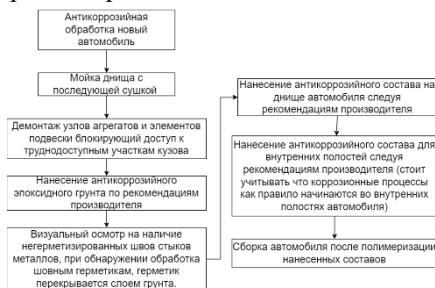 Антикоррозийная
обработка новый
автомобиль
Мойка днища с
последующей сушкой
Демонтаж узлов агрегатов и элементов
подвески блокирующий доступ к
труднодоступным участкам кузова
Нанесение антикоррозийного
эпоксидного грунта по рекомендациям
производителя
Визуальный осмотр на наличие
негерметизированных швов стыков
металлов, при обнаружении обработка
шовным герметикам, герметик
перекрывается слоем грунта.
Нанесение антикоррозийного состава на
днище автомобиля следуя
рекомендациям производителя
Нанесение антикоррозийного состава для
внутренних полостей следуя
рекомендациям производителя (стоит
учитывать что коррозионные процессы
как правило начинаются во внутренних
полостях автомобиля)
Сборка автомобиля после полимеризации
нанесенных составов